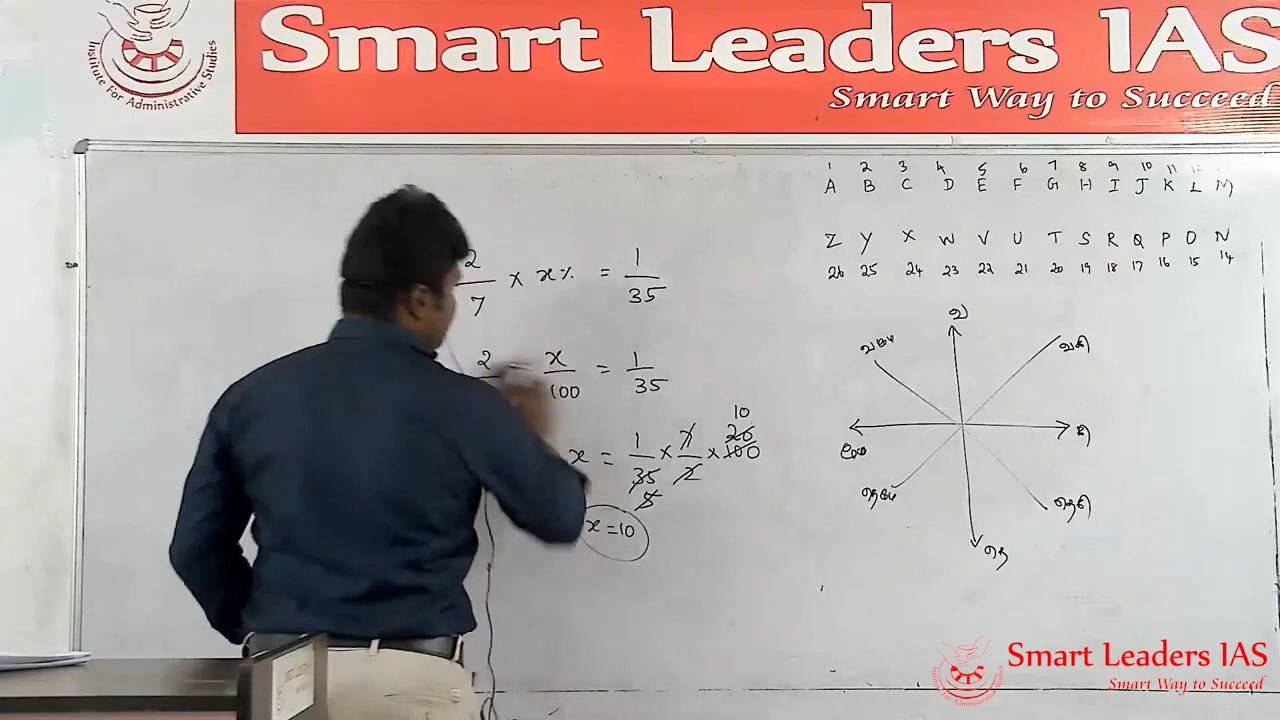 Smart Leaders IAS
Smart Way to Succeed
Institute For Administrative Studies
1 2 3 4 5 6 7 8 9 10 11
A B C D E F G H I J K L M
Z Y X W V U T S R Q P O N
26 25 24 23 22 21 20 19 18 17 16 15 14
2/7 × x% = 1/35
2 x/100 = 1/35
x = 1/35 × 7/2 × 100
20
10
5
x = 10
வ
வமே
வகி
கி
மே
தெமே
தெகி
தெ
Smart Leaders IAS
Smart Way to Succeed